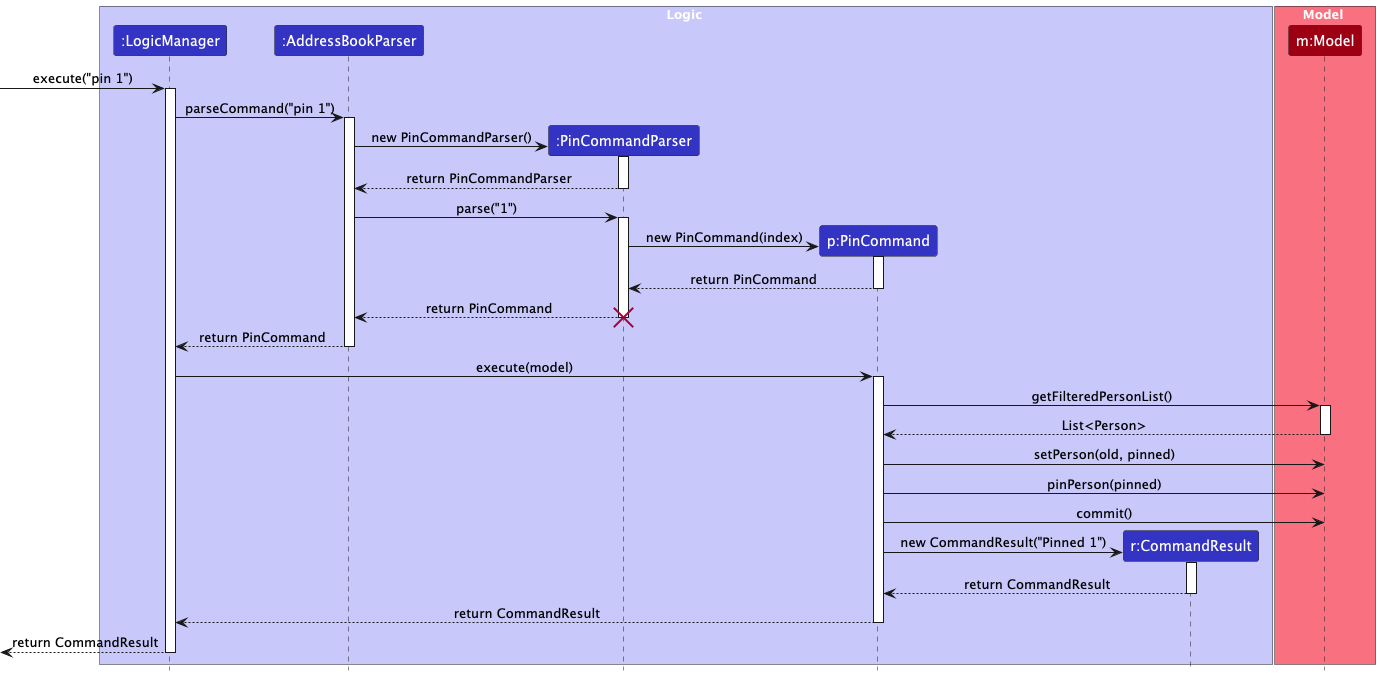 Logic
Model
:LogicManager
:AddressBookParser
m:Model
execute("pin 1")
parseCommand("pin 1")
new PinCommandParser()
:PinCommandParser
return PinCommandParser
parse("1")
new PinCommand(index)
p:PinCommand
return PinCommand
return PinCommand
return PinCommand
execute(model)
getFilteredPersonList()
List<Person>
setPerson(old, pinned)
pinPerson(pinned)
commit()
new CommandResult("Pinned 1")
r:CommandResult
return CommandResult
return CommandResult
return CommandResult